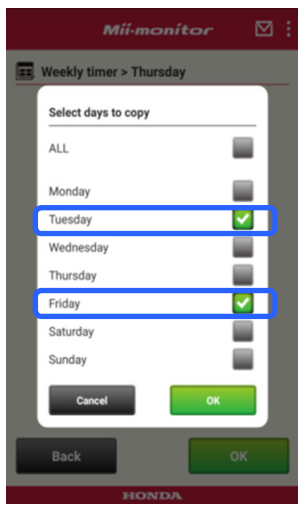 Mii-monitor
Weekly timer > Thursday
Select days to copy
ALL
Monday
Tuesday
Wednesday
Thursday
Friday
Saturday
Sunday
Cancel OK
Back OK
HONDA